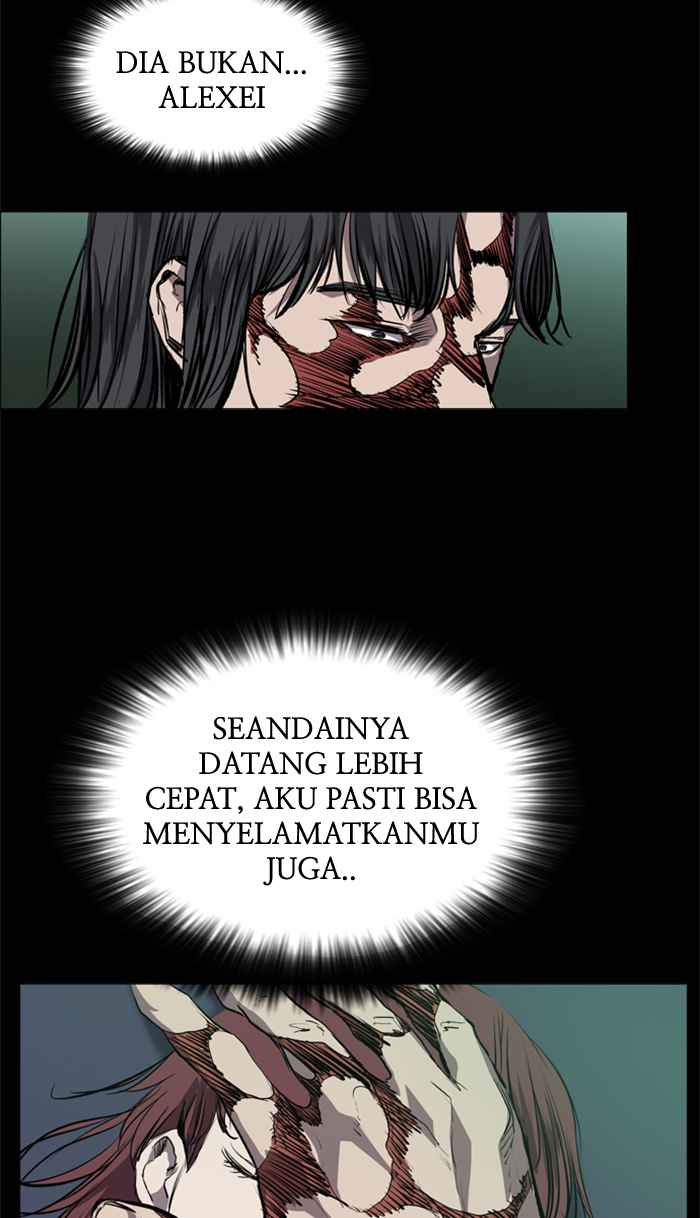 DIA BUKAN...
ALEXEI
SEANDAINYA
DATANG LEBIH
CEPAT, AKU PASTI BISA
MENYELAMATKANMU
JUGA..